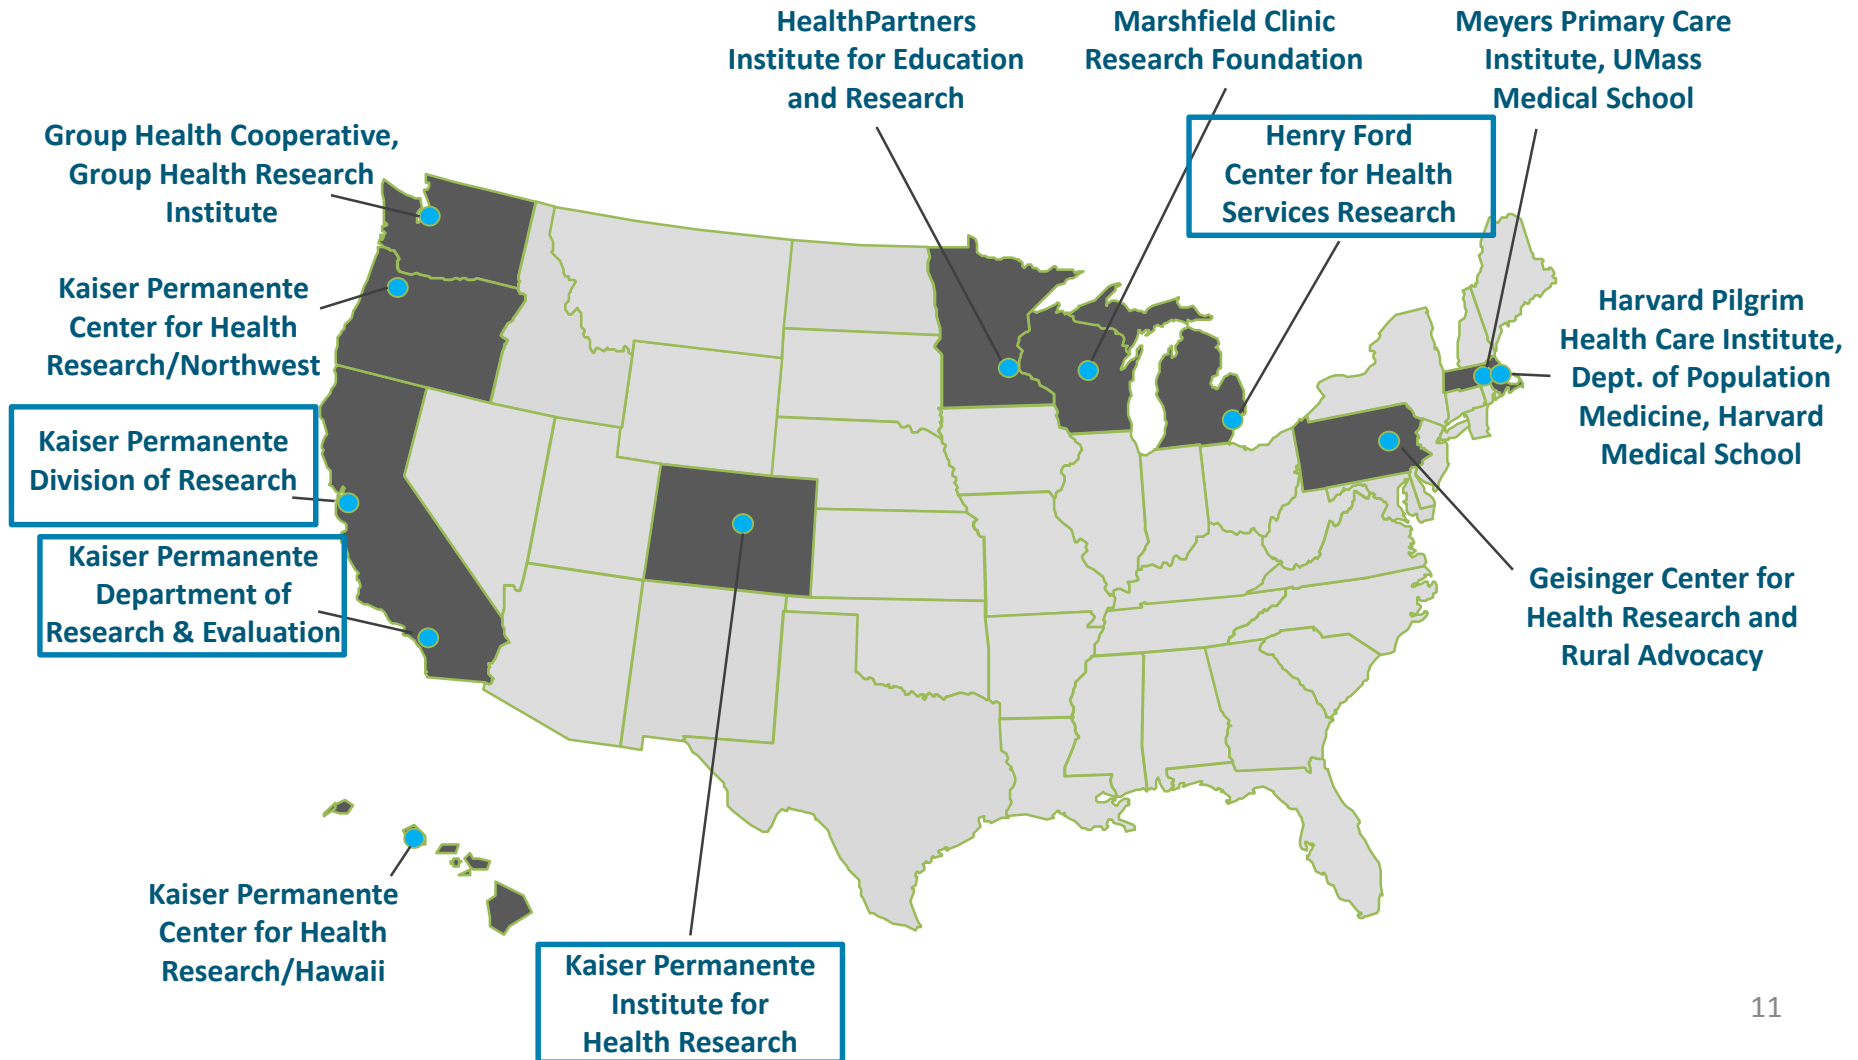 HealthPartners
Institute for Education
and Research
Marshfield Clinic
Research Foundation
Meyers Primary Care
Institute, UMass
Medical School
Group Health Cooperative,
Group Health Research
Institute
Henry Ford
Center for Health
Services Research
Kaiser Permanente
Center for Health
Research/Northwest
Harvard Pilgrim
Health Care Institute,
Dept. of Population
Medicine, Harvard
Medical School
Kaiser Permanente
Division of Research
Kaiser Permanente
Department of
Research & Evaluation
Geisinger Center for
Health Research and
Rural Advocacy
Kaiser Permanente
Center for Health
Research/Hawaii
Kaiser Permanente
Institute for
Health Research
11